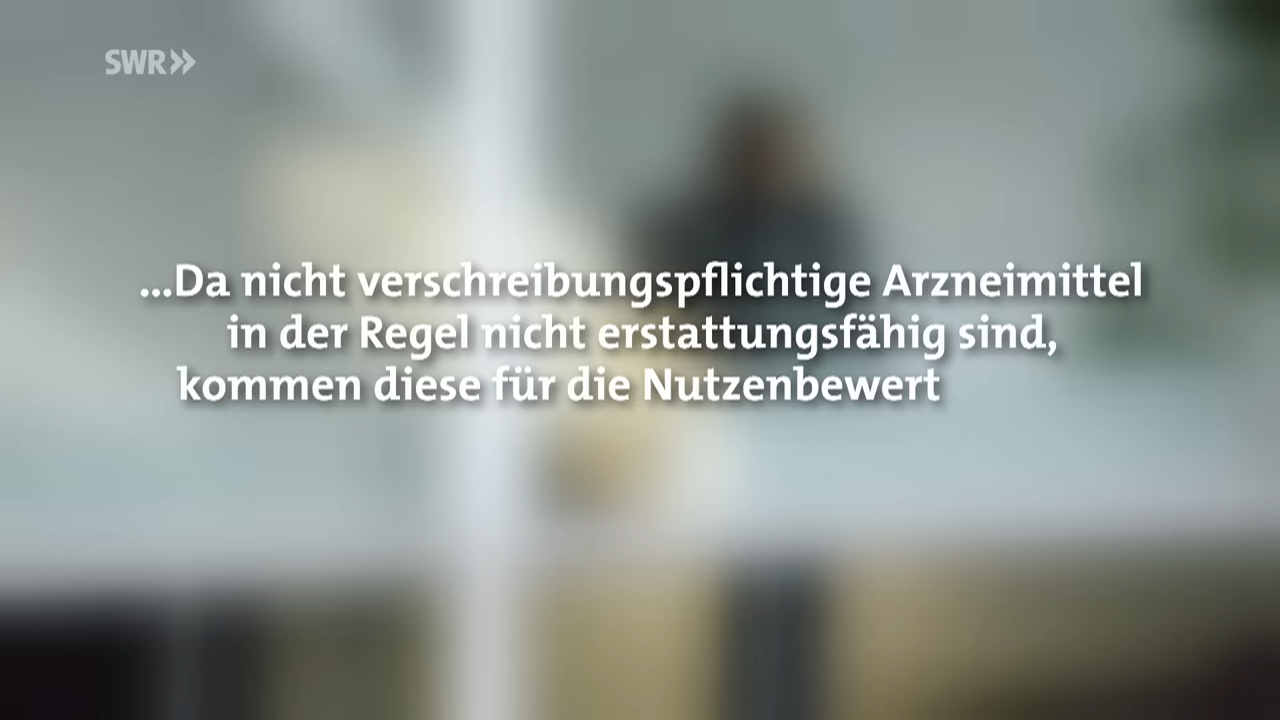 SWR»
...Da nicht verschreibungspflichtige Arzneimittel
in der Regel nicht erstattungsfähig sind,
kommen diese für die Nutzenbewert